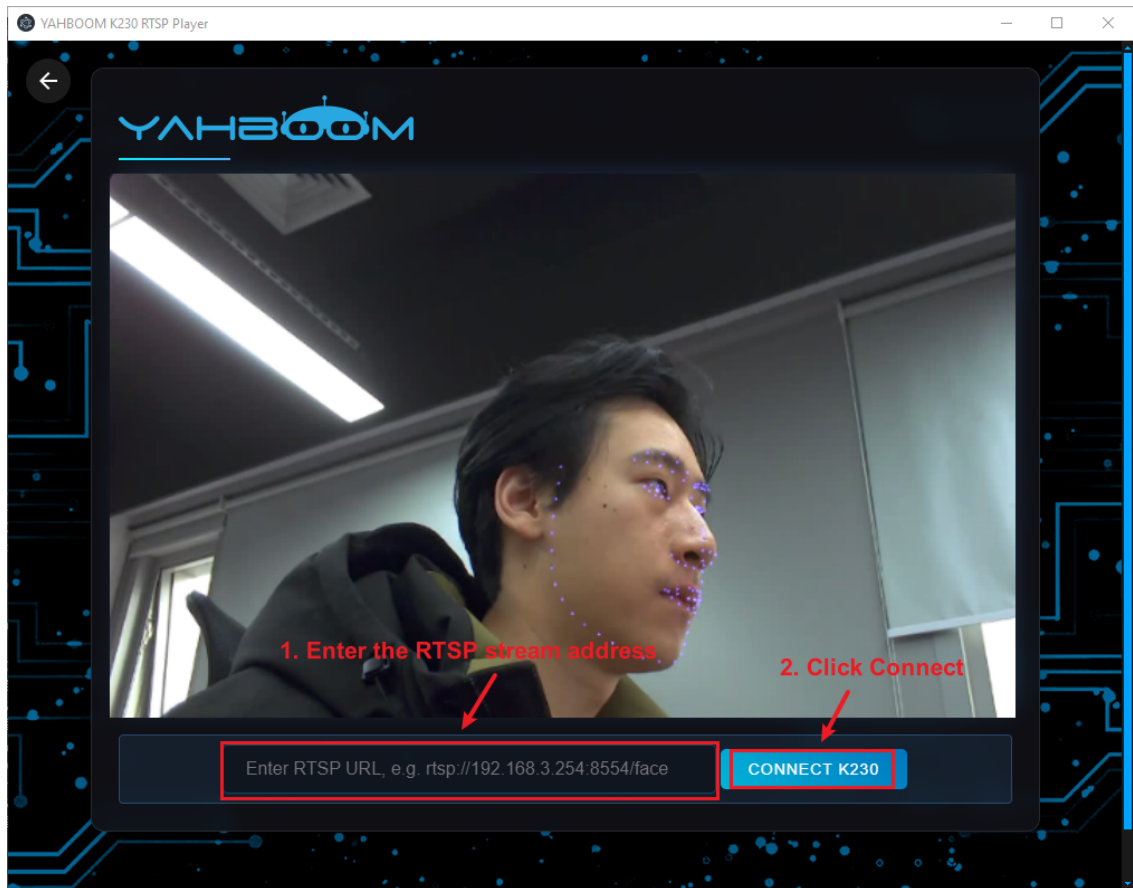 YAHBOOM K230 RTSP Player
YAHBOOM
1. Enter the RTSP stream address
2. Click Connect
Enter RTSP URL, e.g. rtsp://192.168.3.254:8554/face
CONNECT K230